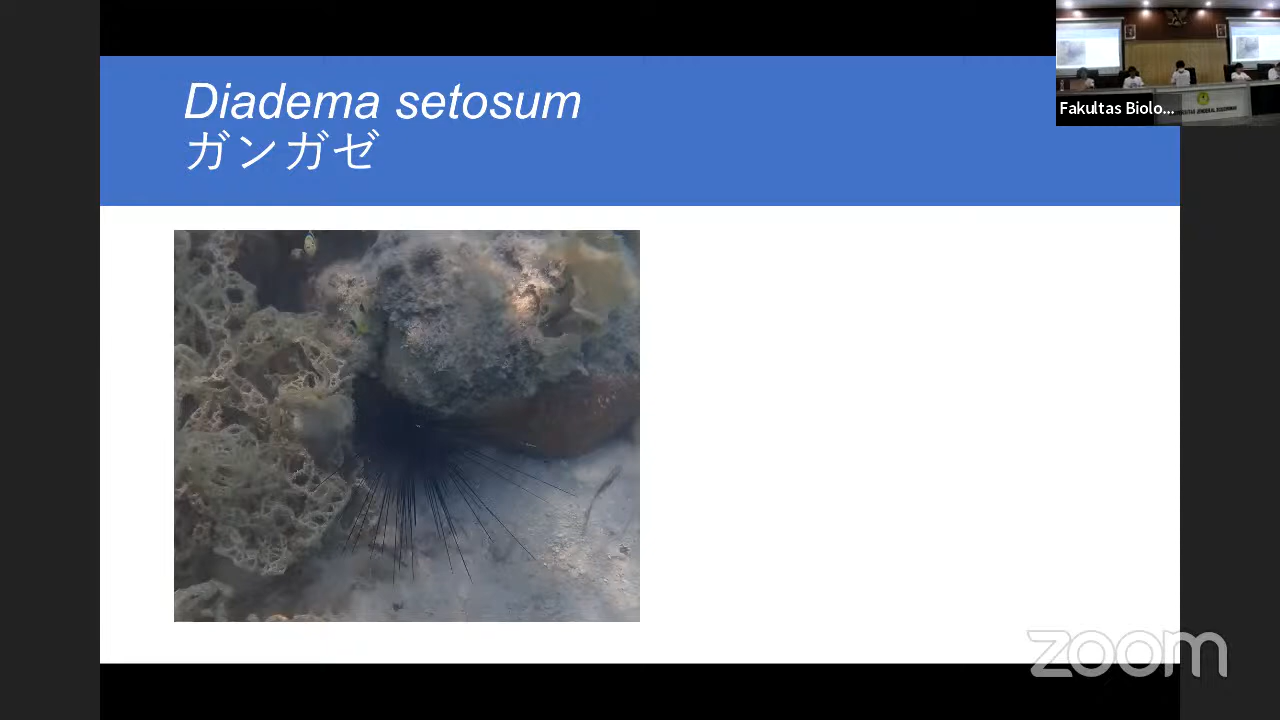 Diadema setosum
ガンガゼ
Fakultas Biolo...
zoom